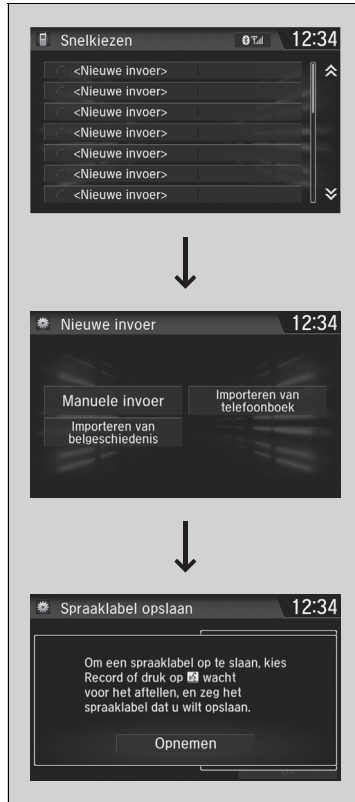 Snelkiezen 12:34
<Nieuwe invoer>
<Nieuwe invoer>
<Nieuwe invoer>
<Nieuwe invoer>
<Nieuwe invoer>
<Nieuwe invoer>
<Nieuwe invoer>
Nieuwe invoer 12:34
Manuele invoer
Importeren van
telefoonboek
Importeren van
belgeschiedenis
Spraaklabel opslaan 12:34
Om een spraaklabel op te slaan, kies
Record of druk op wacht
voor het aftellen, en zeg het
spraaklabel dat u wilt opslaan.
Opnemen